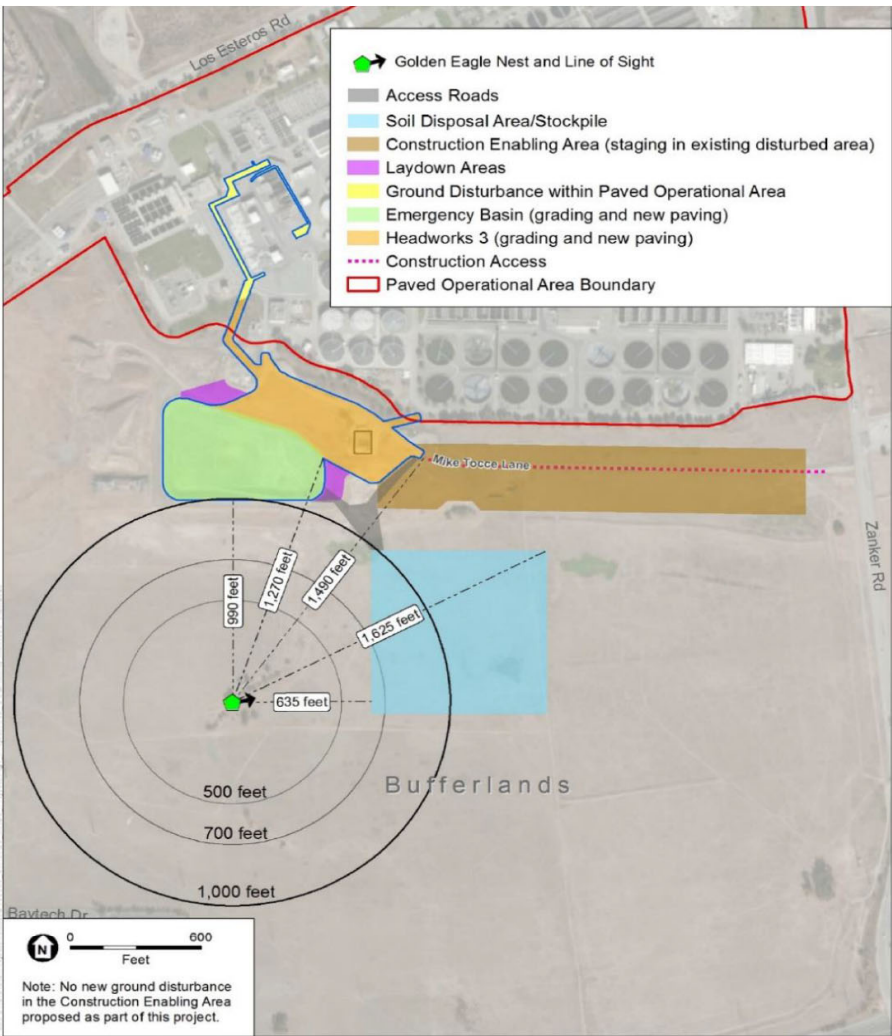 Los Esteros Rd
Golden Eagle Nest and Line of Sight
Access Roads
Soil Disposal Area/Stockpile
Construction Enabling Area (staging in existing disturbed area)
Laydown Areas
Ground Disturbance within Paved Operational Area
Emergency Basin (grading and new paving)
Headworks 3 (grading and new paving)
Construction Access
Paved Operational Area Boundary
Mike Tocce Lane
Zanker Rd
990 feet
1,270 feet
1,490 feet
1,625 feet
635 feet
Bufferlands
500 feet
700 feet
1,000 feet
Baytech Dr
N
0 600
Feet
Note: No new ground disturbance
in the Construction Enabling Area
proposed as part of this project.